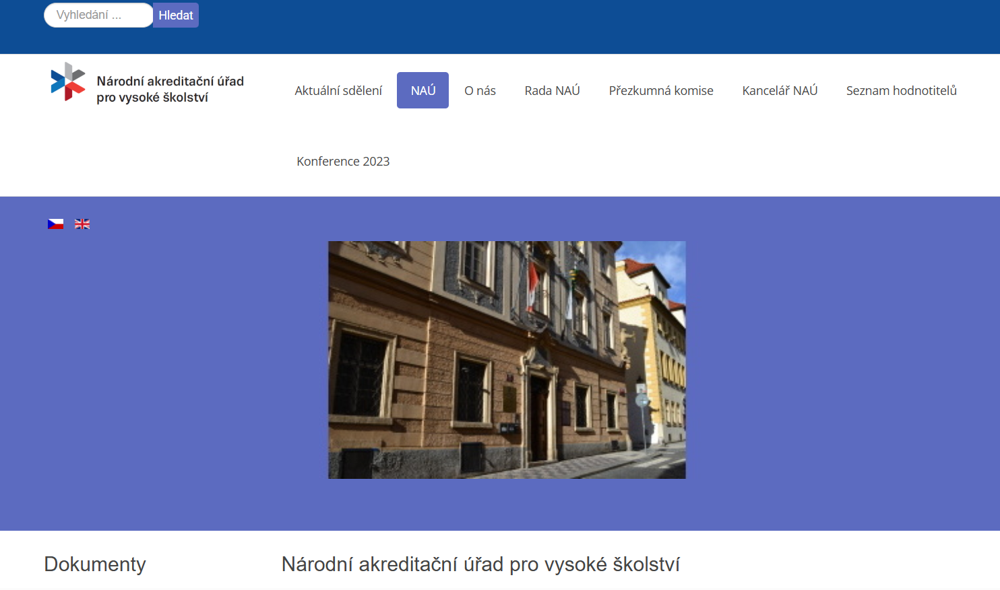 Vyhledání ... Hledat
Národní akreditační úřad
pro vysoké školství
Aktuální sdělení NAÚ O nás Rada NAÚ Přezkumná komise Kancelář NAÚ Seznam hodnotitelů
Konference 2023
Dokumenty
Národní akreditační úřad pro vysoké školství